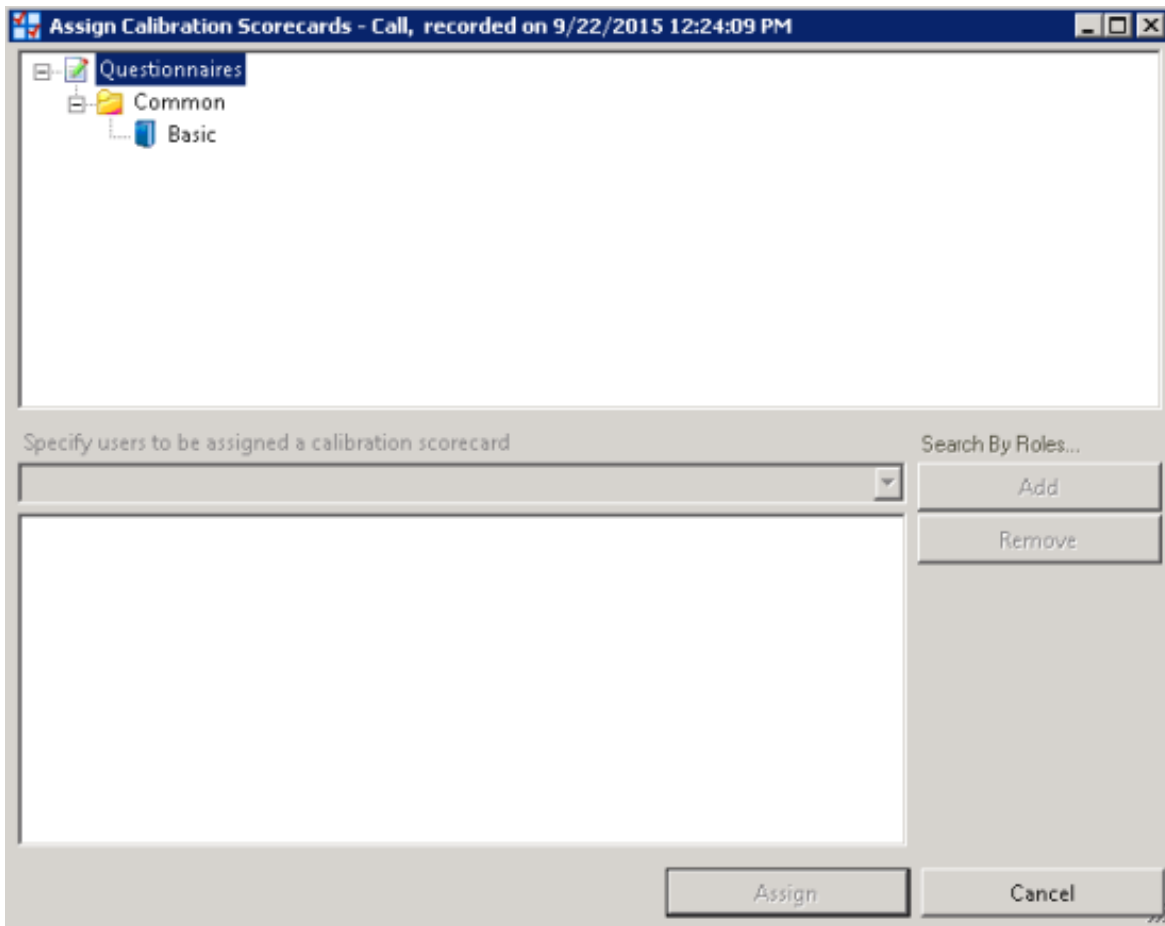 Assign Calibration Scorecards - Call, recorded on 9/22/2015 12:24:09 PM
Questionnaires
Common
Basic
Specify users to be assigned a calibration scorecard
Search By Roles...
Add
Remove
Assign
Cancel